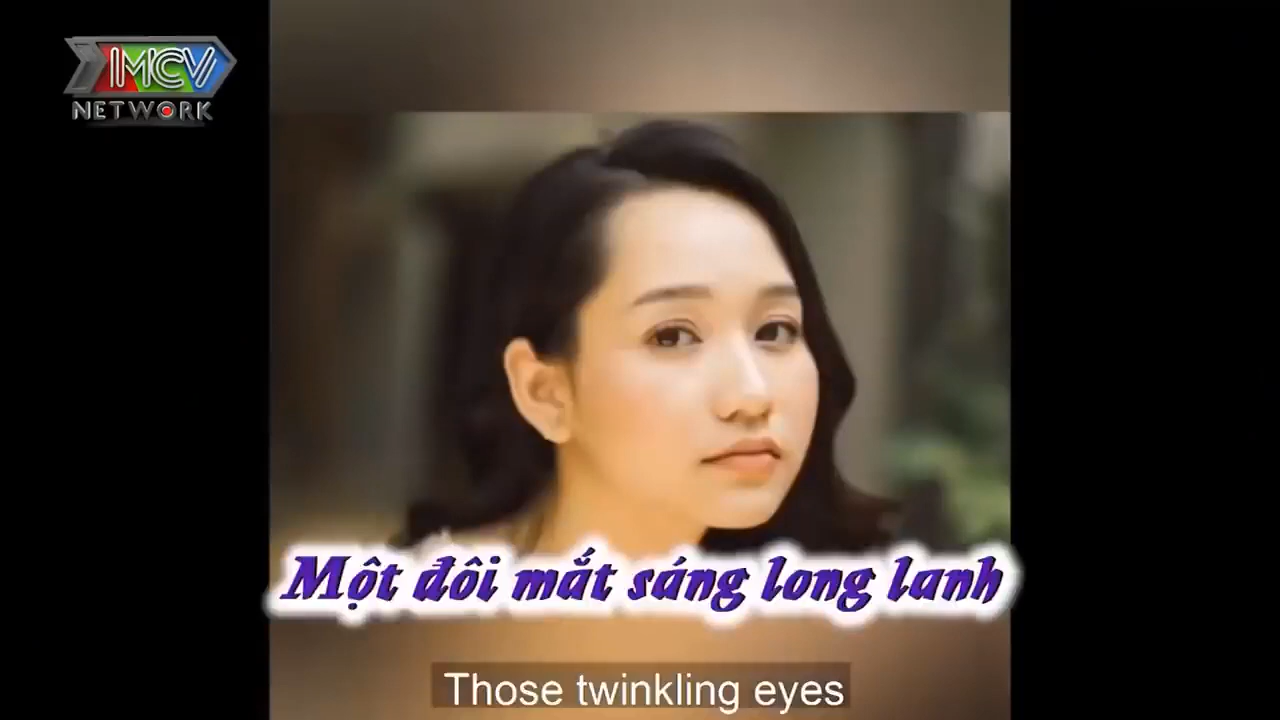 MCV
NETWORK
Một đôi mắt sáng long lanh
Those twinkling eyes